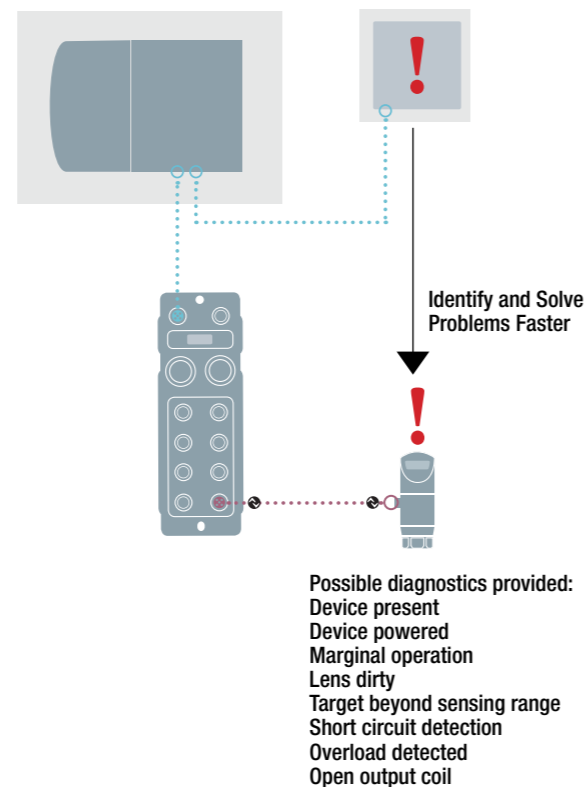 Identify and Solve
Problems Faster
Possible diagnostics provided:
Device present
Device powered
Marginal operation
Lens dirty
Target beyond sensing range
Short circuit detection
Overload detected
Open output coil